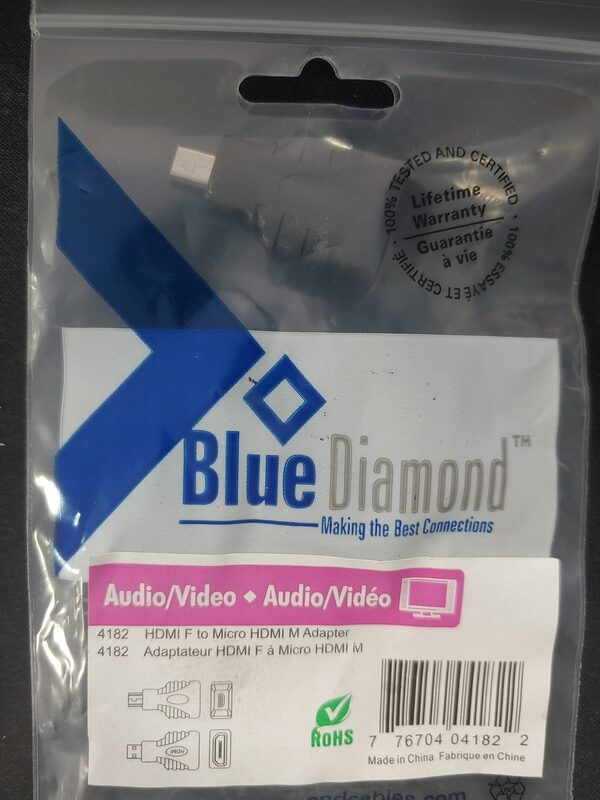 100% TESTED AND CERTIFIED
Lifetime
Warranty
Guarantie
à vie
100% ESSAYÉ ET CERTIFIÉ
Blue Diamond™
Making the Best Connections
Audio/Video ◆ Audio/Vidéo
4182 HDMI F to Micro HDMI M Adapter
4182 Adaptateur HDMI F à Micro HDMI M
HDMI
RoHS
7 76704 04182 2
Made in China Fabrique en Chine